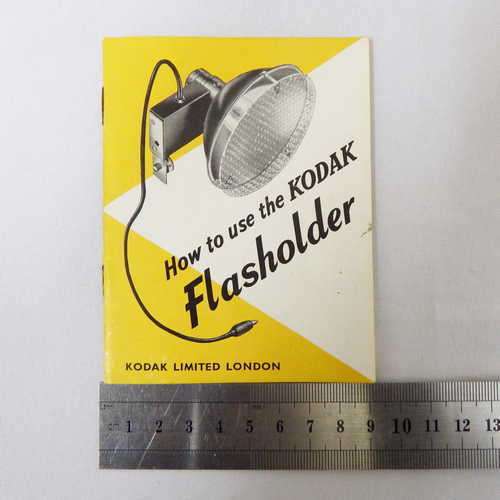 How to use the KODAK
Flasholder
KODAK LIMITED LONDON
1 2 3 4 5 6 7 8 9 10 11 12 13